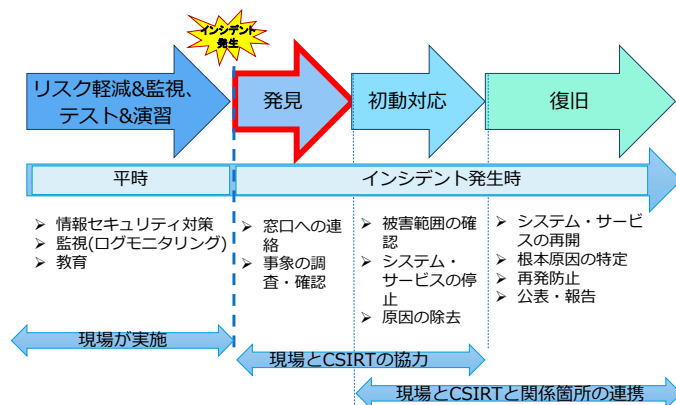 インシデント
発生
リスク軽減&監視、
テスト&演習
発見
初動対応
復旧
平時
インシデント発生時
➢ 情報セキュリティ対策
➢ 監視(ログモニタリング)
➢ 教育
➢ 窓口への連
絡
➢ 事象の調
査・確認
➢ 被害範囲の確
認
➢ システム・
サービスの停
止
➢ 原因の除去
➢ システム・サービ
スの再開
➢ 根本原因の特定
➢ 再発防止
➢ 公表・報告
現場が実施
現場とCSIRTの協力
現場とCSIRTと関係箇所の連携